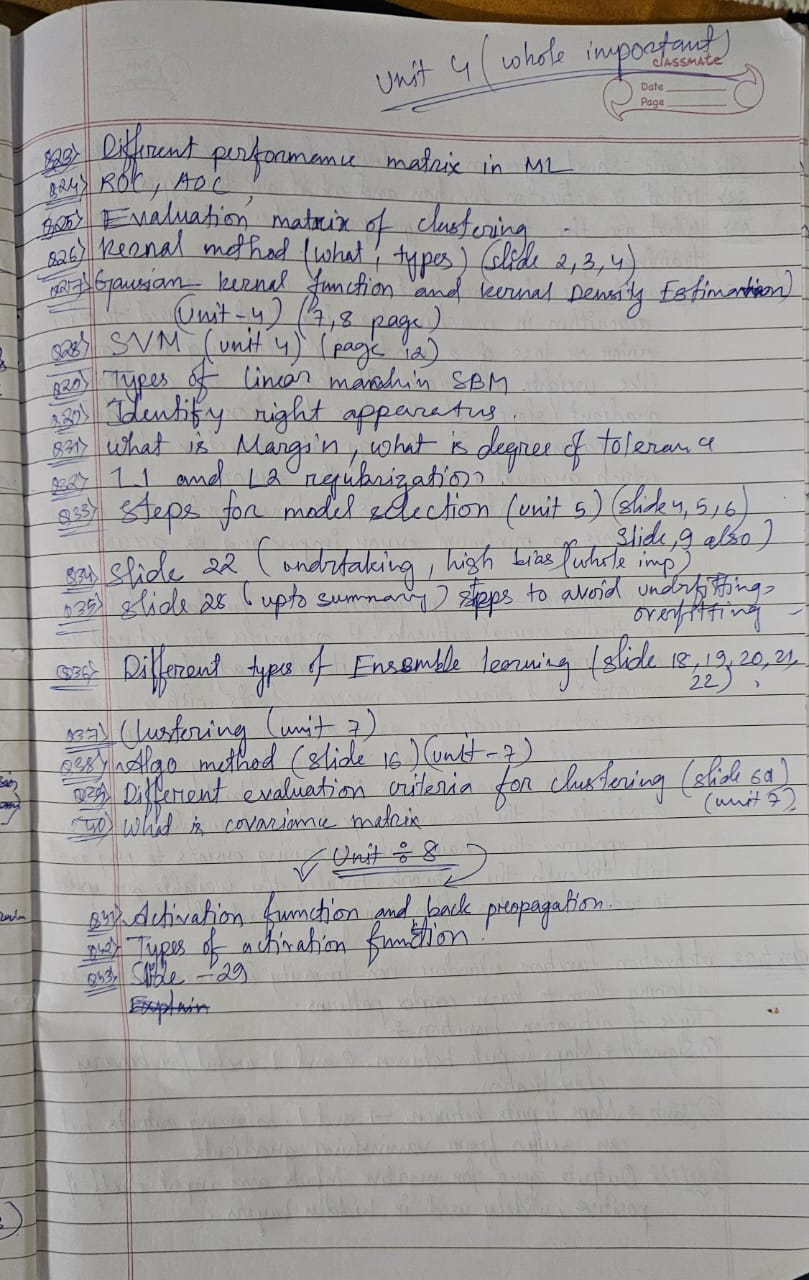 Unit 4 (whole important)
CLASSMATE
Date
Page
Q23> Different performance matrix in ML
Q24> ROC, AOC
Q25> Evaluation matrix of clustering
Q26> Kernal method (what, types) (slide 2, 3, 4)
Q27> Gausian kernal function and kernal Density Estimation)
(Unit-4) (7, 8 page)
Q28> SVM (unit 4) (page 12)
Q29> Types of linear SBM
Identify right apparatus.
Q31> what is Margin, what is degree of tolerance
Q32> L1 and L2 regularization
Q33> steps for model selection (unit 5) (slide 4, 5, 6)
slide, 9 also)
Q34> slide 22 ( , high bias (whole imp)
Q35> slide 28 (upto summary) steps to avoid
overfitting
Q36> Different types of Ensemble learning (slide 18, 19, 20, 21,
22)
Q37> Clustering (unit 7)
Q38> Algo method (slide 16) (unit-7)
Q39> Different evaluation criteria for clustering (slide 60)
(unit 7)
Q40> What is covariance matrix
Unit ÷ 8
Q41> Activation function and back propagation.
Q42> Types of activation function.
Q43> Slide - 29
Explain